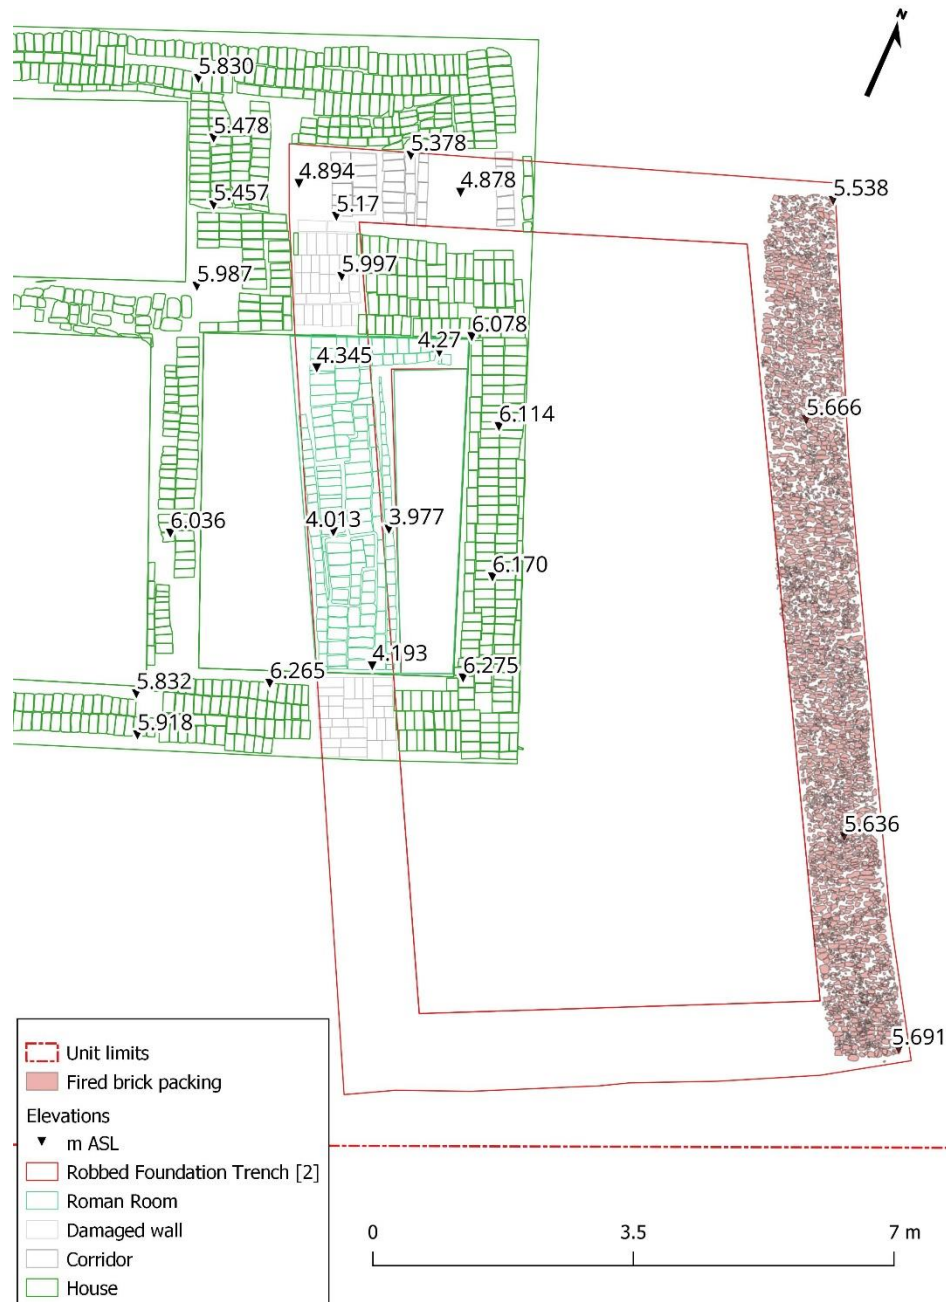 N
5.830
5.478
5.378
4.894
4.878
5.538
5.457
5.17
5.987
5.997
6.078
4.27
4.345
6.114
5.666
6.036
4.013
3.977
6.170
4.193
6.265
6.275
5.832
5.918
5.636
5.691
Unit limits
Fired brick packing
Elevations
m ASL
Robbed Foundation Trench [2]
Roman Room
Damaged wall
Corridor
House
0 3.5 7 m